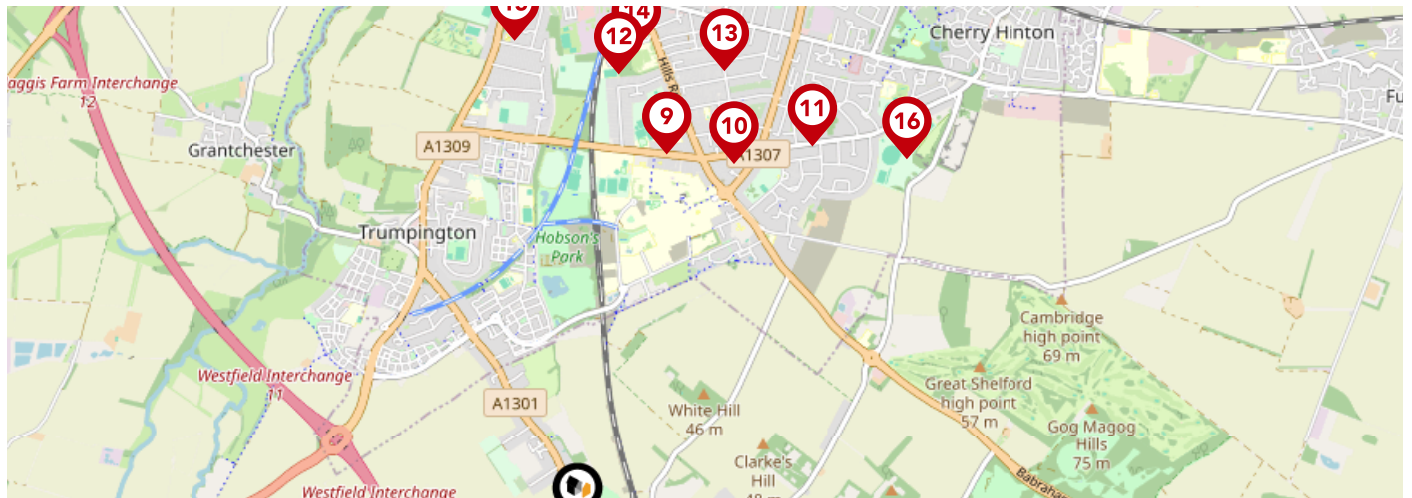 14
12
13
Cherry Hinton
Hills R
aggis Farm Interchange
12
9
10
11
16
Fu
A1309
A1307
Grantchester
Trumpington
Hobson's
Park
Cambridge
high point
69 m
Westfield Interchange
11
Great Shelford
high point
57 m
A1301
White Hill
46 m
Gog Magog
Hills
75 m
Clarke's
Hill
Babraha
Westfield Interchange